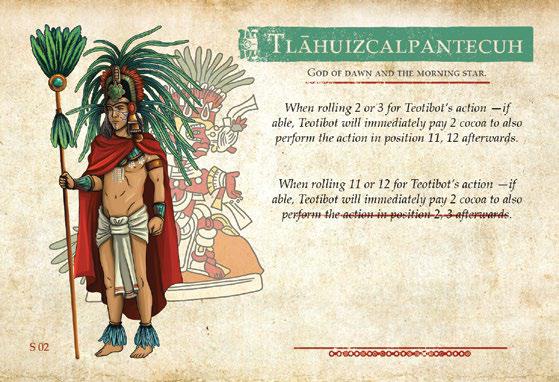 TLĀHUIZCALPANTECUH
GOD OF DAWN AND THE MORNING STAR.
When rolling 2 or 3 for Teotibot's action —if
able, Teotibot will immediately pay 2 cocoa to also
perform the action in position 11, 12 afterwards.
When rolling 11 or 12 for Teotibot's action —if
able, Teotibot will immediately pay 2 cocoa to also
perform the action in position 2, 3 afterwards.
S 02